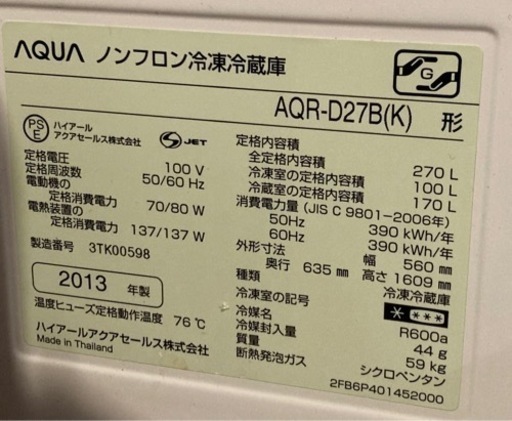 AQUA ノンフロン冷凍冷蔵庫
G
AQR-D27B(K) 形
PS
E
ハイアール
アクアセールス株式会社
S JET
定格電圧 100 V
定格周波数 50/60 Hz
電動機の
定格消費電力 70/80 W
電熱装置の
定格消費電力 137/137 W
製造番号 3TK00598
2013 年製
温度ヒューズ定格動作温度 76℃
ハイアールアクアセールス株式会社
Made in Thailand
定格内容積
全定格内容積 270 L
冷凍室の定格内容積 100 L
冷蔵室の定格内容積 170 L
消費電力量(JIS C 9801-2006年)
50Hz 390 kWh/年
60Hz 390 kWh/年
外形寸法 幅 560 mm
奥行 635 mm 高さ 1609 mm
種類 冷凍冷蔵庫
冷凍室の記号 * ***
冷媒名 R600a
冷媒封入量 44 g
質量 59 kg
断熱発泡ガス シクロペンタン
2FB6P401452000